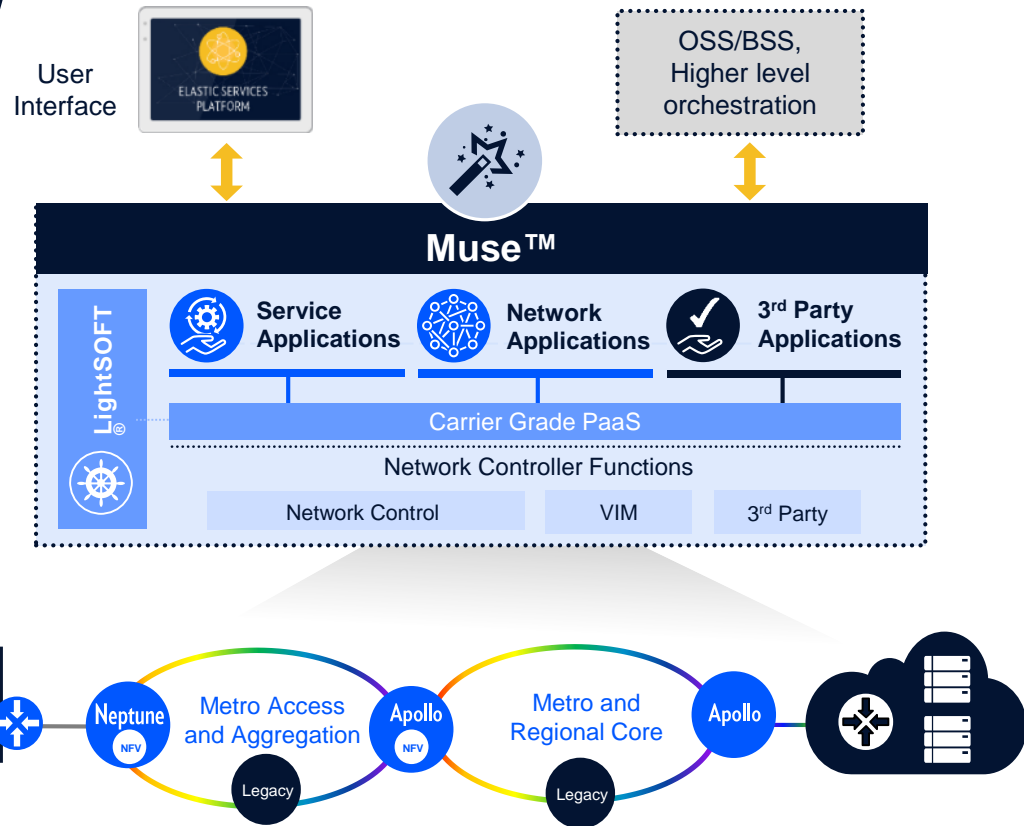 User
Interface
ELASTIC SERVICES
PLATFORM
OSS/BSS,
Higher level
orchestration
Muse™
LightSOFT
®
Service
Applications
Network
Applications
3rd Party
Applications
Carrier Grade PaaS
Network Controller Functions
Network Control
VIM
3rd Party
Neptune
NFV
Metro Access
and Aggregation
Legacy
Apollo
NFV
Metro and
Regional Core
Legacy
Apollo